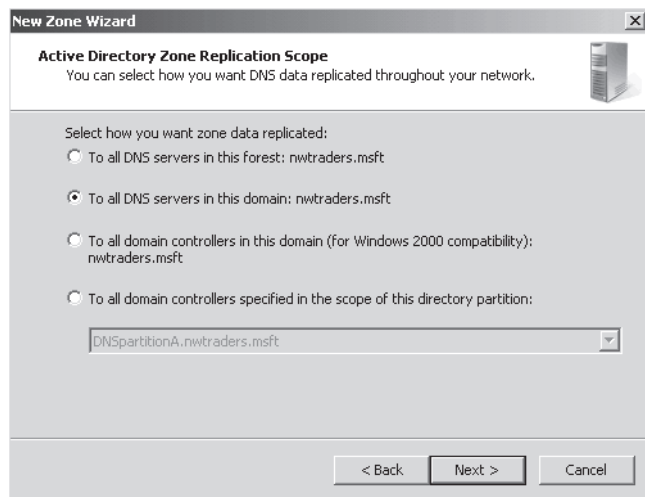 New Zone Wizard
Active Directory Zone Replication Scope
You can select how you want DNS data replicated throughout your network.
Select how you want zone data replicated:
To all DNS servers in this forest: nwtraders.msft
To all DNS servers in this domain: nwtraders.msft
To all domain controllers in this domain (for Windows 2000 compatibility):
nwtraders.msft
To all domain controllers specified in the scope of this directory partition:
DNSpartitionA.nwtraders.msft
< Back
Next >
Cancel